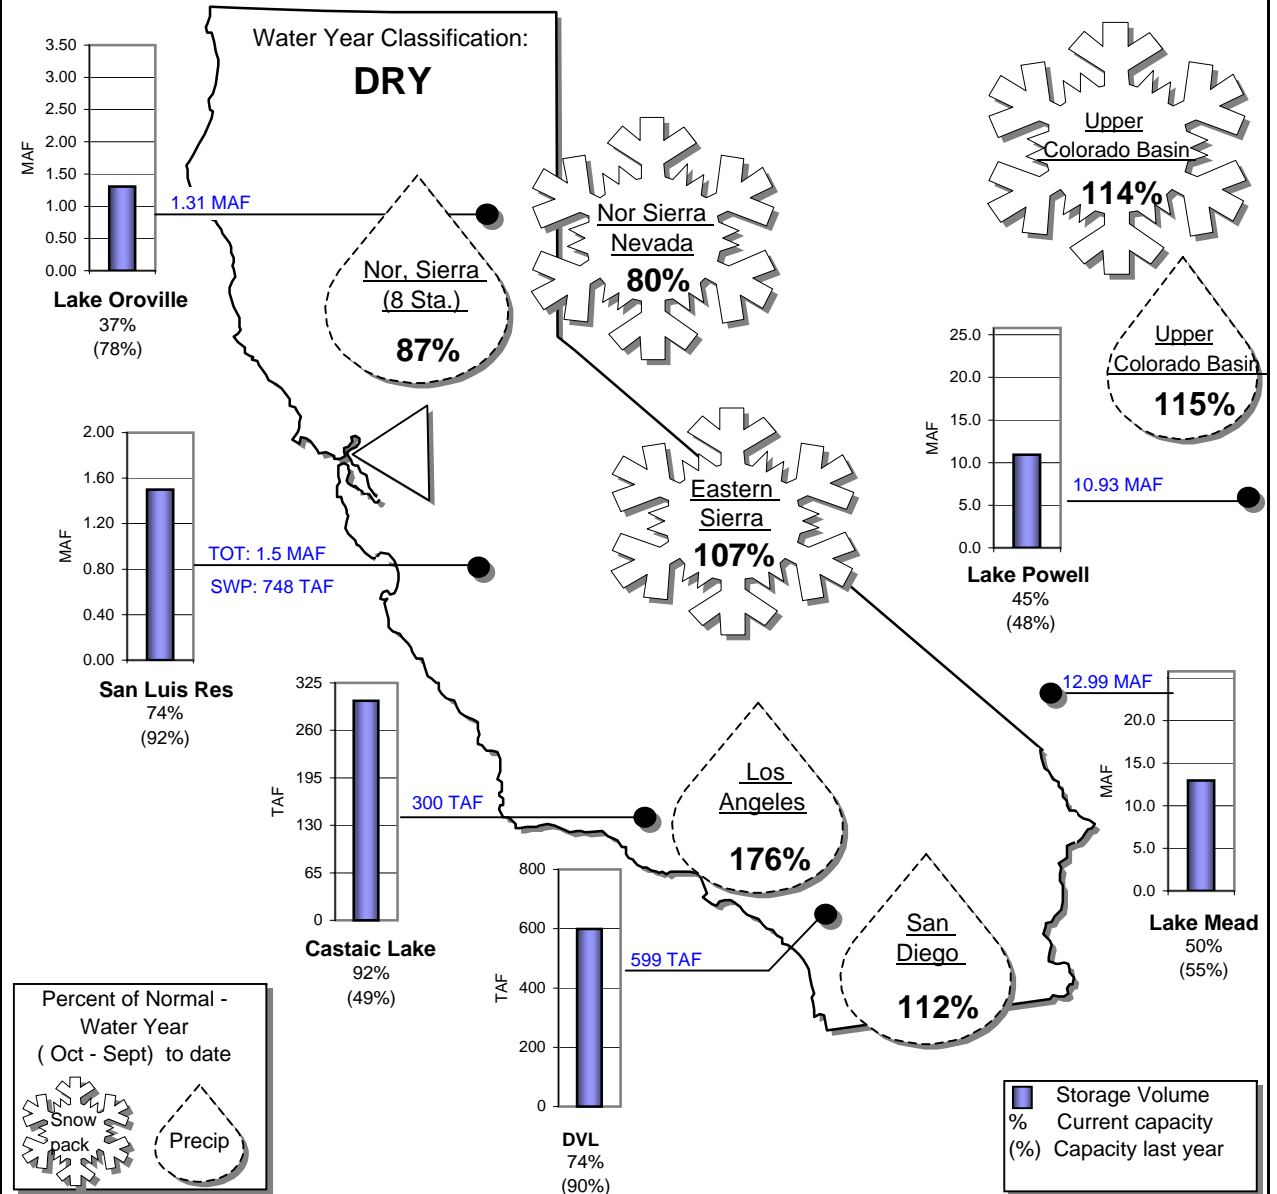 Water Year Classification:
DRY
3.50
3.00
2.50
2.00
1.50
1.00
0.50
0.00
MAF
1.31 MAF
Lake Oroville
37%
(78%)
Nor, Sierra
(8 Sta.)
87%
Nor Sierra
Nevada
80%
Upper
Colorado Basin
114%
Upper
Colorado Basin
115%
25.0
20.0
15.0
10.0
5.0
0.0
MAF
10.93 MAF
Lake Powell
45%
(48%)
2.00
1.60
1.20
0.80
0.40
0.00
MAF
TOT: 1.5 MAF
SWP: 748 TAF
San Luis Res
74%
(92%)
Eastern
Sierra
107%
325
260
195
130
65
0
TAF
300 TAF
Castaic Lake
92%
(49%)
Los
Angeles
176%
12.99 MAF
20.0
15.0
10.0
5.0
0.0
MAF
Lake Mead
50%
(55%)
800
600
400
200
0
TAF
599 TAF
DVL
74%
(90%)
San
Diego
112%
Percent of Normal -
Water Year
( Oct - Sept) to date
Snow
pack
Precip
Storage Volume
% Current capacity
(%) Capacity last year